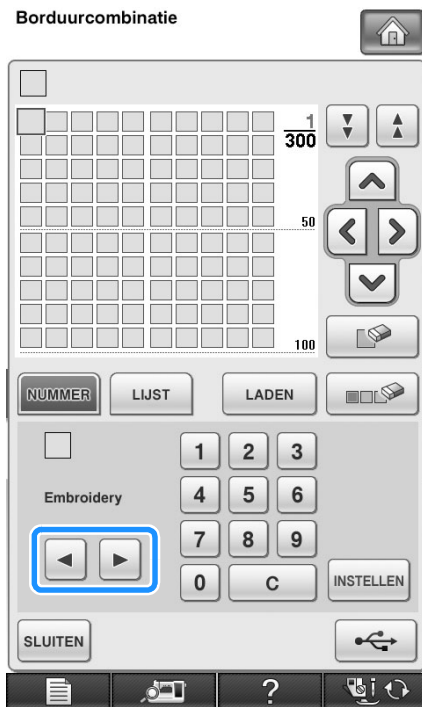 Borduurcombinatie
1
300
50
100
NUMMER LIJST LADEN
1 2 3
Embroidery 4 5 6
7 8 9
0 C INSTELLEN
SLUITEN
?